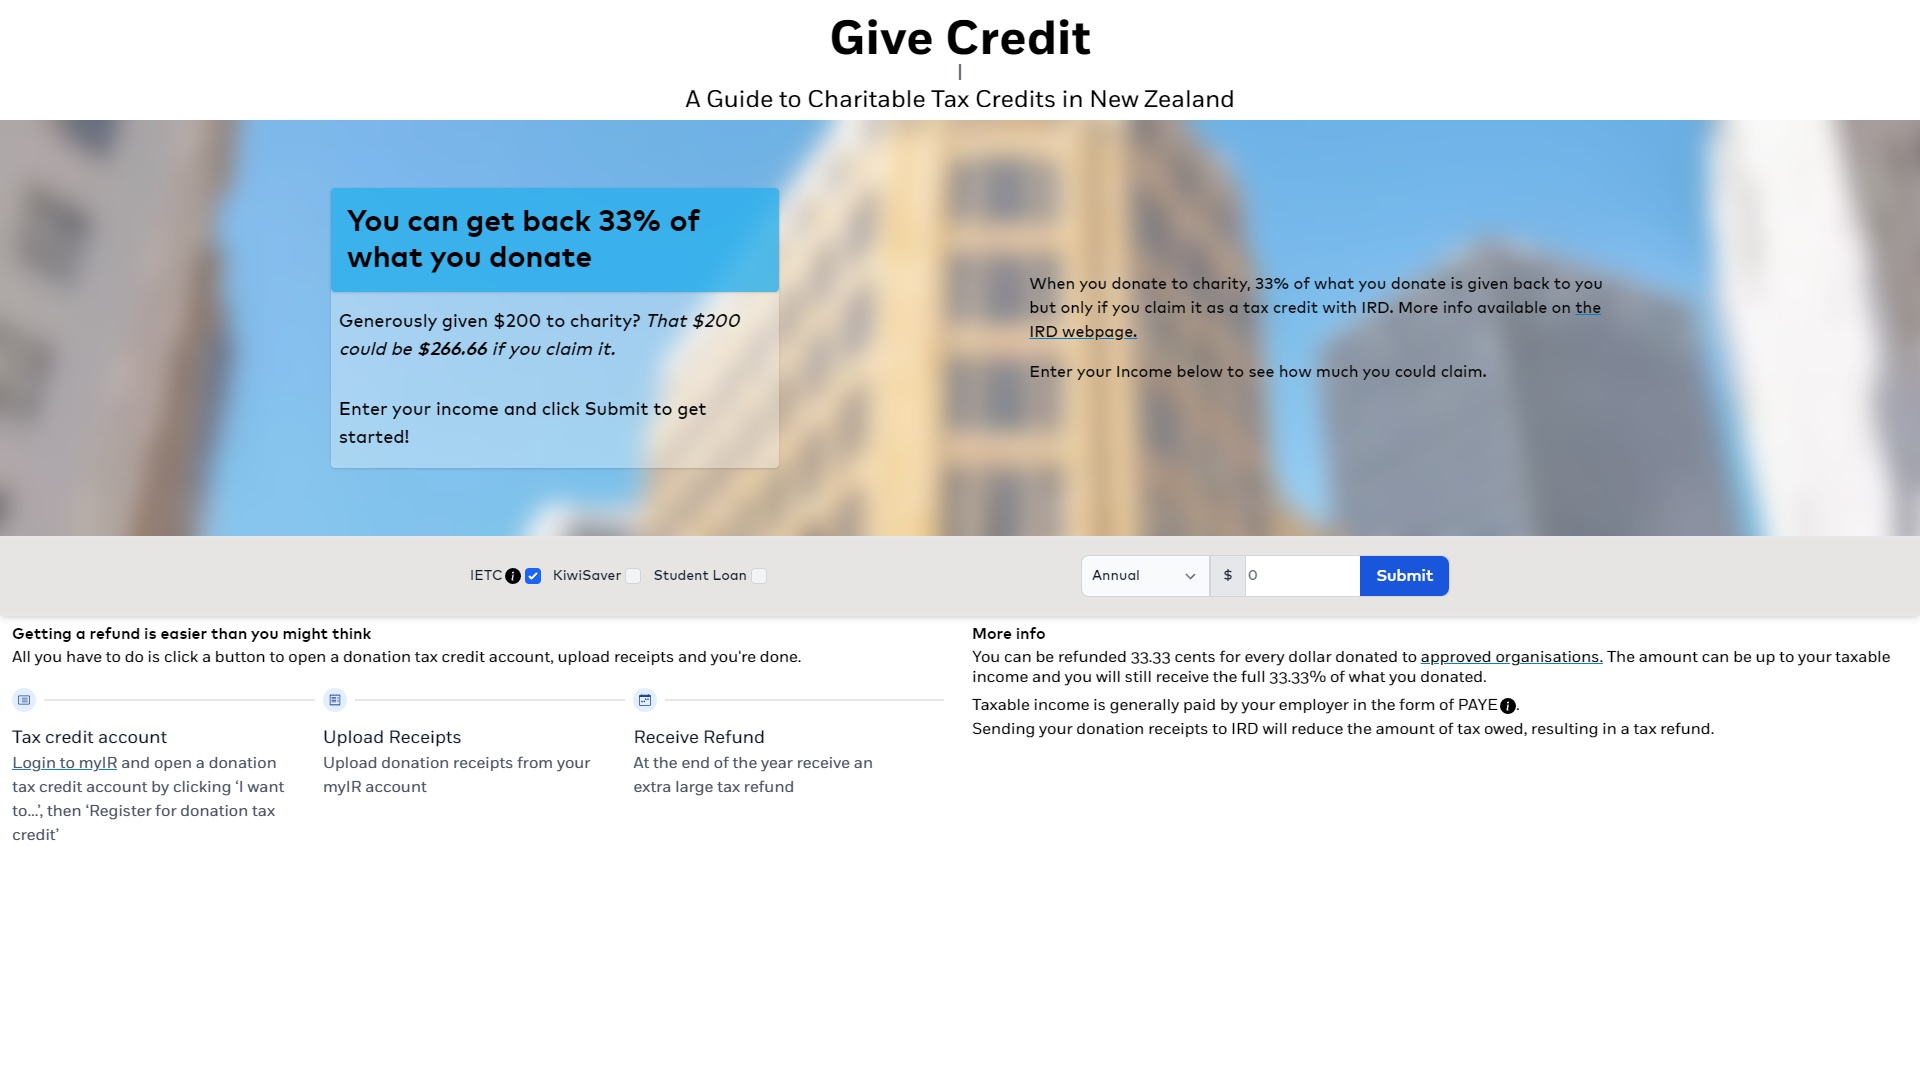 Give Credit
A Guide to Charitable Tax Credits in New Zealand
You can get back 33% of
what you donate
Generously given $200 to charity? That $200
could be $266.66 if you claim it.
Enter your income and click Submit to get
started!
When you donate to charity, 33% of what you donate is given back to you
but only if you claim it as a tax credit with IRD. More info available on the
IRD webpage.
Enter your Income below to see how much you could claim.
IETC KiwiSaver Student Loan
Annual $ 0 Submit
Getting a refund is easier than you might think
All you have to do is click a button to open a donation tax credit account, upload receipts and you're done.
Tax credit account
Login to myIR and open a donation
tax credit account by clicking ‘I want
to...’, then ‘Register for donation tax
credit’
Upload Receipts
Upload donation receipts from your
myIR account
Receive Refund
At the end of the year receive an
extra large tax refund
More info
You can be refunded 33.33 cents for every dollar donated to approved organisations. The amount can be up to your taxable
income and you will still receive the full 33.33% of what you donated.
Taxable income is generally paid by your employer in the form of PAYE.
Sending your donation receipts to IRD will reduce the amount of tax owed, resulting in a tax refund.